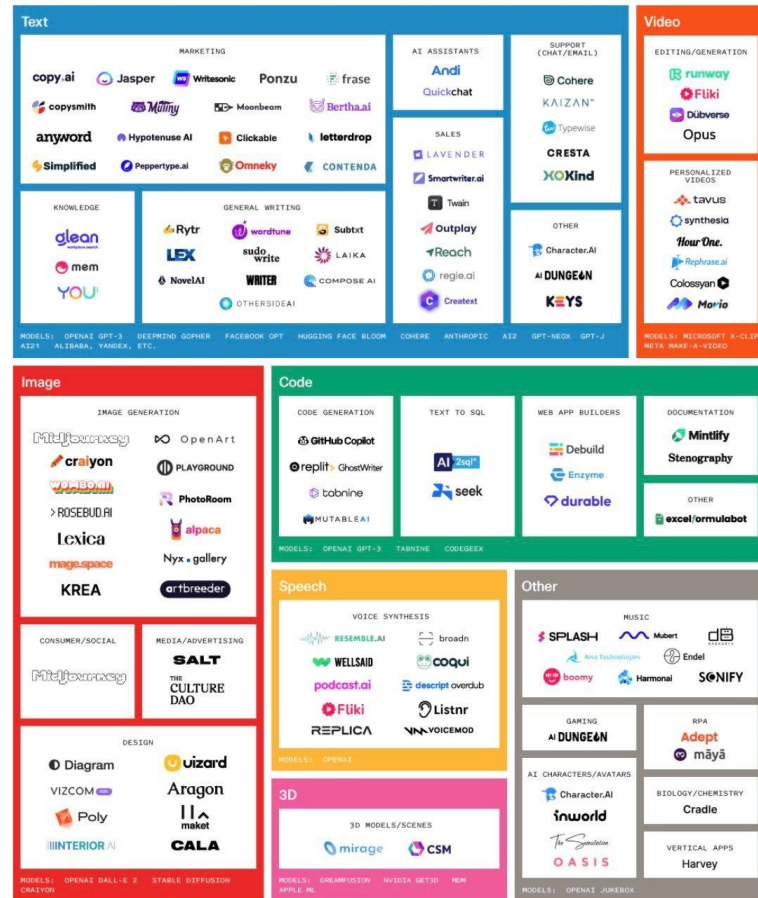 Text
MARKETING
copy.ai Jasper Writesonic Ponzu frase
copysmith Mutiny Moonbeam Bertha.ai
anyword Hypotenuse AI Clickable letterdrop
Simplified Peppertype.ai Omneky CONTENDA
KNOWLEDGE
glean
mem
YOU
GENERAL WRITING
Rytr wordtune Subtxt
LEX sudo write LAIKA
NovelAI WRITER COMPOSE AI
OTHERSIDEAI
AI ASSISTANTS
Andi
Quickchat
SALES
LAVENDER
Smartwriter.ai
Twain
Outplay
Reach
regie.ai
Creatext
SUPPORT
(CHAT/EMAIL)
Cohere
KAIZAN
Typewise
CRESTA
XOKind
OTHER
Character.AI
AI DUNGEON
KEYS
MODELS: OPENAI GPT-3 DEEPMIND GOPHER FACEBOOK OPT HUGGING FACE BLOOM COHERE ANTHROPIC AI2 GPT-NEOX GPT-J
AI21 ALIBABA, YANDEX, ETC.
Video
EDITING/GENERATION
runway
Fliki
Dübverse
Opus
PERSONALIZED
VIDEOS
tavus
synthesia
Hour One.
Rephrase.ai
Colossyan
Movio
MODELS: MICROSOFT X-CLIP
META MAKE-A-VIDEO
Image
IMAGE GENERATION
Midjourney OpenArt
craiyon PLAYGROUND
WOMBO.AI PhotoRoom
ROSEBUD.AI alpaca
Lexica Nyx.gallery
mage.space artbreeder
KREA
CONSUMER/SOCIAL
Midjourney
MEDIA/ADVERTISING
SALT
THE
CULTURE
DAO
DESIGN
Diagram uizard
VIZCOM Aragon
Poly maket
INTERIOR AI CALA
MODELS: OPENAI DALL-E 2 STABLE DIFFUSION
CRAIYON
Code
CODE GENERATION
GitHub Copilot
replit GhostWriter
tabnine
MUTABLEAI
TEXT TO SQL
AI 2sql
seek
WEB APP BUILDERS
Debuild
Enzyme
durable
DOCUMENTATION
Mintlify
Stenography
OTHER
excelformulabot
MODELS: OPENAI GPT-3 TABNINE CODEGEEX
Speech
VOICE SYNTHESIS
RESEMBLE.AI broadn
WELLSAID coqui
podcast.ai descript overdub
Fliki Listnr
REPLICA VOICEMOD
MODELS: OPENAI
3D
3D MODELS/SCENES
mirage CSM
MODELS: DREAMFUSION NVIDIA GET3D MDM
APPLE ML
Other
MUSIC
SPLASH Mubert dB
Aiva Technologies Endel
boomy Harmonai SONIFY
GAMING
AI DUNGEON
RPA
Adept
māyā
AI CHARACTERS/AVATARS
Character.AI
inworld
The Simulation
OASIS
BIOLOGY/CHEMISTRY
Cradle
VERTICAL APPS
Harvey
MODELS: OPENAI JUKEBOX